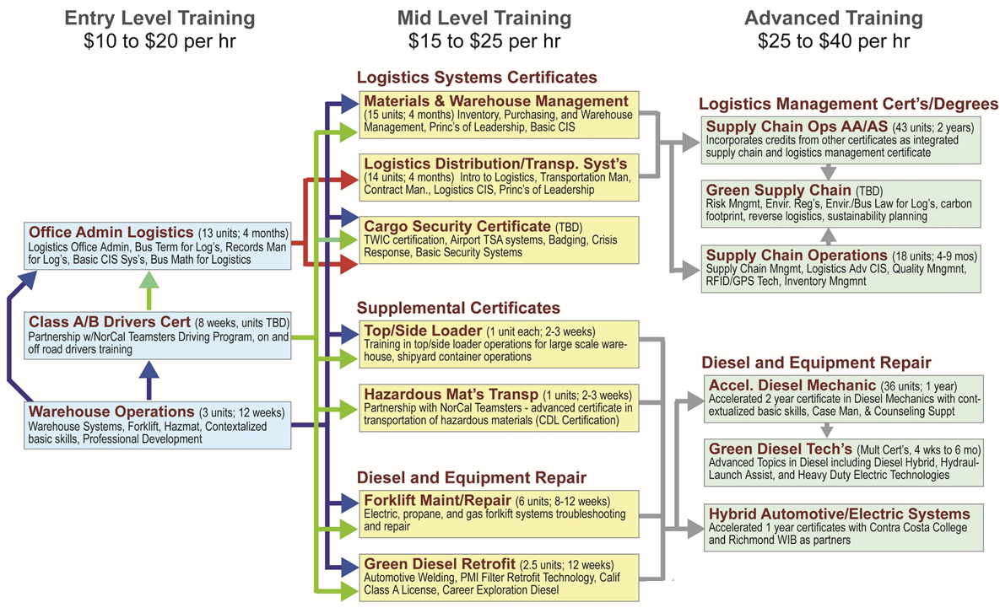 Entry Level Training
$10 to $20 per hr
Office Admin Logistics (13 units; 4 months)
Logistics Office Admin, Bus Term for Log's, Records Man
for Log's, Basic CIS Sys's, Bus Math for Logistics
Class A/B Drivers Cert (8 weeks, units TBD)
Partnership w/NorCal Teamsters Driving Program, on and
off road drivers training
Warehouse Operations (3 units; 12 weeks)
Warehouse Systems, Forklift, Hazmat, Contextalized
basic skills, Professional Development
Mid Level Training
$15 to $25 per hr
Logistics Systems Certificates
Materials & Warehouse Management
(15 units; 4 months) Inventory, Purchasing, and Warehouse
Management, Princ's of Leadership, Basic CIS
Logistics Distribution/Transp. Syst's
(14 units; 4 months) Intro to Logistics, Transportation Man,
Contract Man., Logistics CIS, Princ's of Leadership
Cargo Security Certificate (TBD)
TWIC certification, Airport TSA systems, Badging, Crisis
Response, Basic Security Systems
Supplemental Certificates
Top/Side Loader (1 unit each; 2-3 weeks)
Training in top/side loader operations for large scale ware-
house, shipyard container operations
Hazardous Mat's Transp (1 units; 2-3 weeks)
Partnership with NorCal Teamsters - advanced certificate in
transportation of hazardous materials (CDL Certification)
Diesel and Equipment Repair
Forklift Maint/Repair (6 units; 8-12 weeks)
Electric, propane, and gas forlkift systems troubleshooting
and repair
Green Diesel Retrofit (2.5 units; 12 weeks)
Automotive Welding, PMI Filter Retrofit Technology, Calif
Class A License, Career Exploration Diesel
Advanced Training
$25 to $40 per hr
Logistics Management Cert's/Degrees
Supply Chain Ops AA/AS (43 units; 2 years)
Incorporates credits from other certificates as integrated
supply chain and logistics management certificate
Green Supply Chain (TBD)
Risk Mngmt, Envir. Reg's, Envir./Bus Law for Log's, carbon
footprint, reverse logistics, sustainability planning
Supply Chain Operations (18 units; 4-9 mos)
Supply Chain Mngmt, Logistics Adv CIS, Quality Mngmnt,
RFID/GPS Tech, Inventory Mngmnt
Diesel and Equipment Repair
Accel. Diesel Mechanic (36 units; 1 year)
Accelerated 2 year certificate in Diesel Mechanics with cont-
extualized basic skills, Case Man, & Counseling Suppt
Green Diesel Tech's (Mult Cert's, 4 wks to 6 mo)
Advanced Topics in Diesel including Diesel Hybrid, Hydraul-
Launch Assist, and Heavy Duty Electric Technologies
Hybrid Automotive/Electric Systems
Accelerated 1 year certificates with Contra Costa College
and Richmond WIB as partners